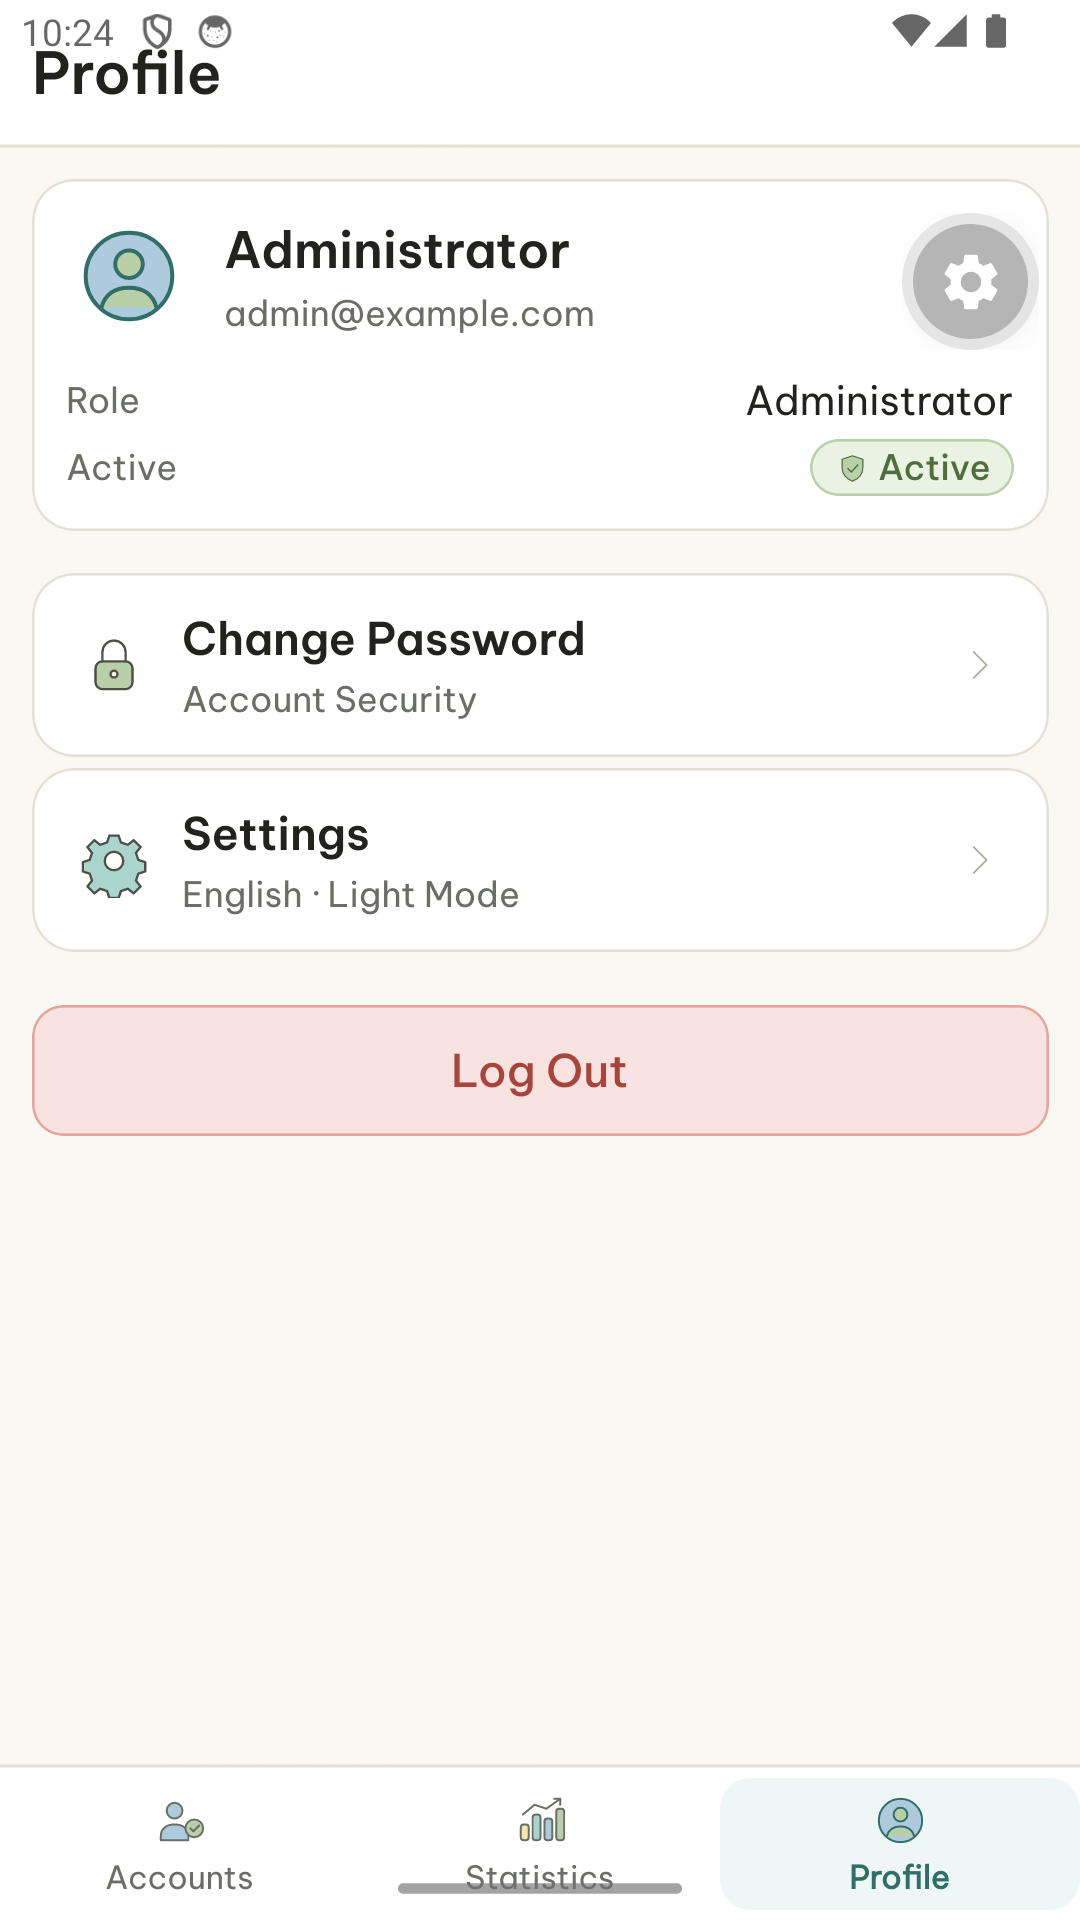 10:24
Profile
Administrator
admin@example.com
Role
Administrator
Active
Active
Change Password
Account Security
Settings
English · Light Mode
Log Out
Accounts
Statistics
Profile